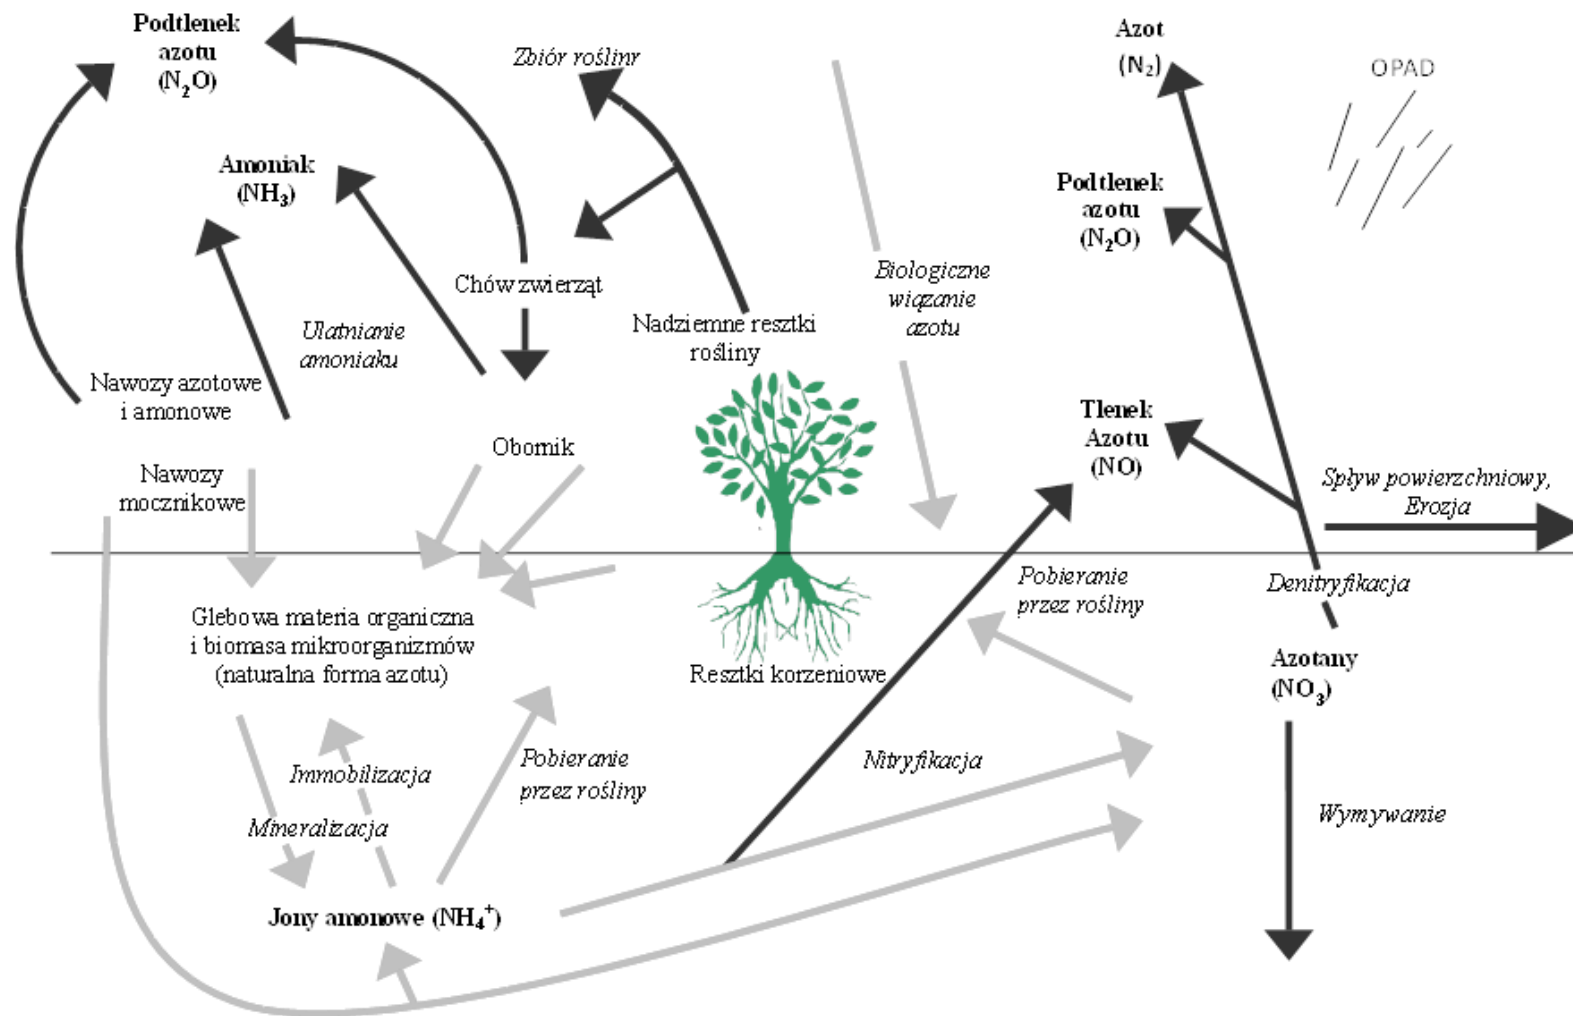 Podtlenek
azotu
(N₂O)
Zbiór roślinr
Azot
(N₂)
OPAD
Amoniak
(NH₃)
Podtlenek
azotu
(N₂O)
Chów zwierząt
Biologiczne
wiązanie
azotu
Ulatnianie
amoniaku
Nadziemne resztki
rośliny
Nawozy azotowe
i amonowe
Tlenek
Azotu
(NO)
Obornik
Nawozy
mocznikowe
Spływ powierzchniowy,
Erozja
Pobieranie
przez rośliny
Denitryfikacja
Glebowa materia organiczna
i biomasa mikroorganizmów
(naturalna forma azotu)
Resztki korzeniowe
Azotany
(NO₃)
Immobilizacja
Pobieranie
przez rośliny
Nitryfikacja
Mineralizacja
Wymywanie
Jony amonowe (NH₄⁺)